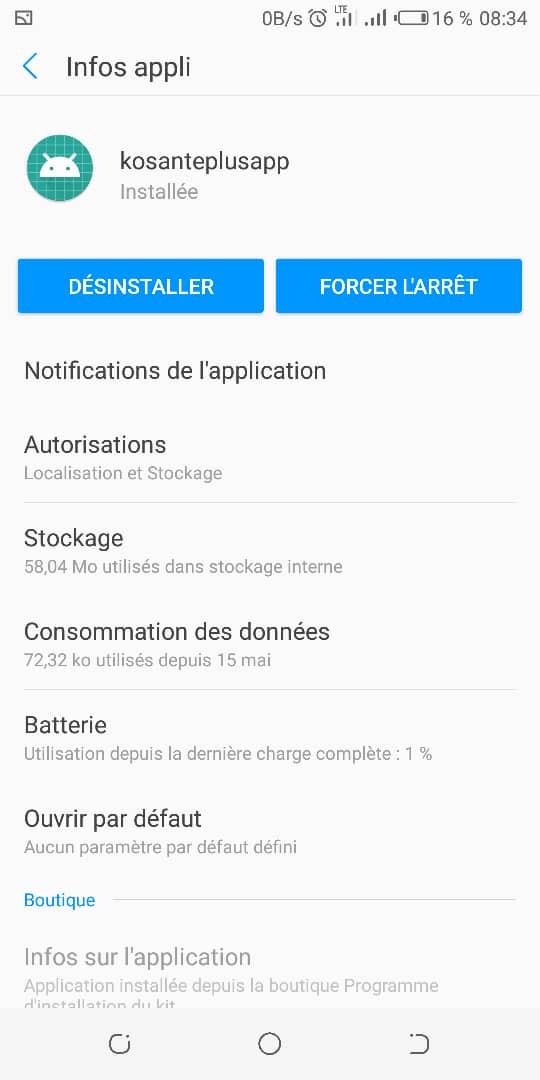 0B/s LTE 16 % 08:34
Infos appli
kosanteplusapp
Installée
DÉSINSTALLER
FORCER L'ARRÊT
Notifications de l'application
Autorisations
Localisation et Stockage
Stockage
58,04 Mo utilisés dans stockage interne
Consommation des données
72,32 ko utilisés depuis 15 mai
Batterie
Utilisation depuis la dernière charge complète : 1 %
Ouvrir par défaut
Aucun paramètre par défaut défini
Boutique
Infos sur l'application
Application installée depuis la boutique Programme
d'installation du kit